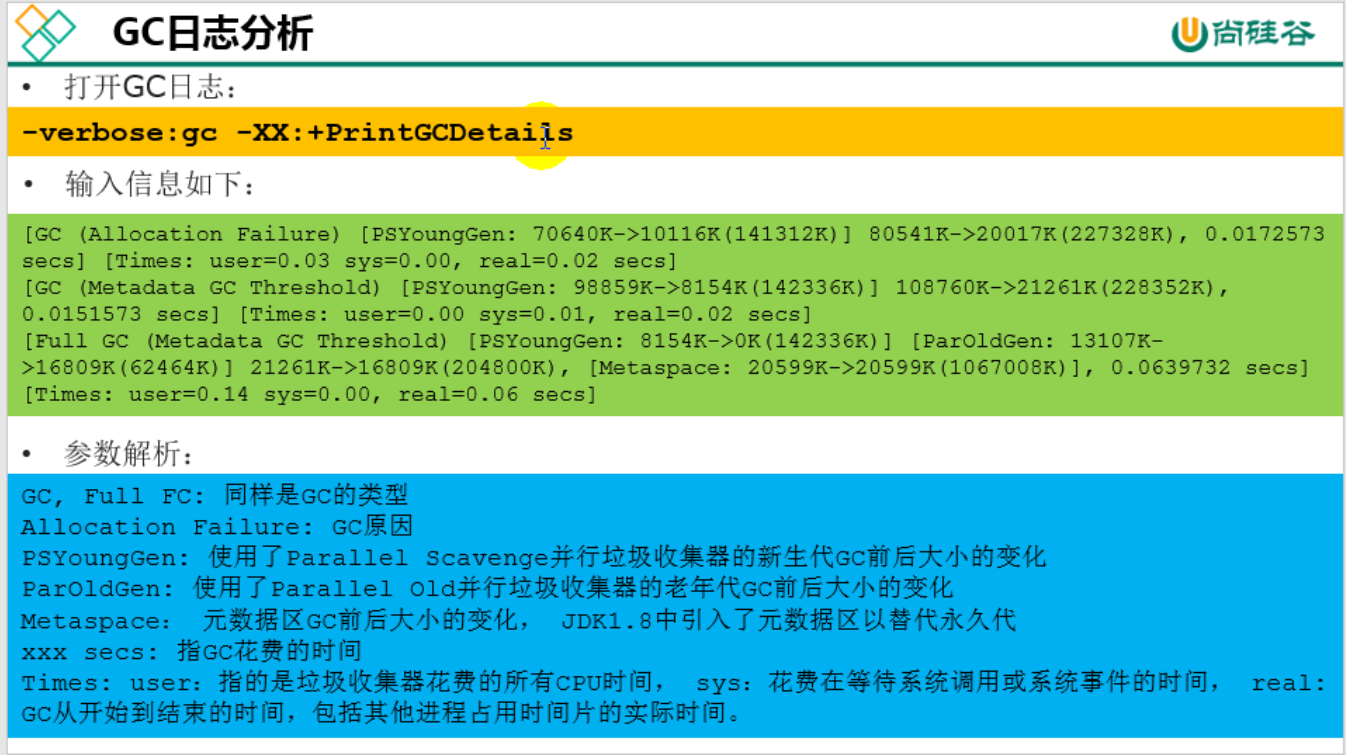 GC日志分析
尚硅谷
• 打开GC日志：
-verbose:gc -XX:+PrintGCDetails
• 输入信息如下：
[GC (Allocation Failure) [PSYoungGen: 70640K->10116K(141312K)] 80541K->20017K(227328K), 0.0172573
secs] [Times: user=0.03 sys=0.00, real=0.02 secs]
[GC (Metadata GC Threshold) [PSYoungGen: 98859K->8154K(142336K)] 108760K->21261K(228352K),
0.0151573 secs] [Times: user=0.00 sys=0.01, real=0.02 secs]
[Full GC (Metadata GC Threshold) [PSYoungGen: 8154K->0K(142336K)] [ParOldGen: 13107K-
>16809K(62464K)] 21261K->16809K(204800K), [Metaspace: 20599K->20599K(1067008K)], 0.0639732 secs]
[Times: user=0.14 sys=0.00, real=0.06 secs]
• 参数解析：
GC, Full FC: 同样是GC的类型
Allocation Failure: GC原因
PSYoungGen: 使用了Parallel Scavenge并行垃圾收集器的新生代GC前后大小的变化
ParOldGen: 使用了Parallel Old并行垃圾收集器的老年代GC前后大小的变化
Metaspace： 元数据区GC前后大小的变化， JDK1.8中引入了元数据区以替代永久代
xxx secs: 指GC花费的时间
Times: user：指的是垃圾收集器花费的所有CPU时间， sys：花费在等待系统调用或系统事件的时间， real:
GC从开始到结束的时间，包括其他进程占用时间片的实际时间。